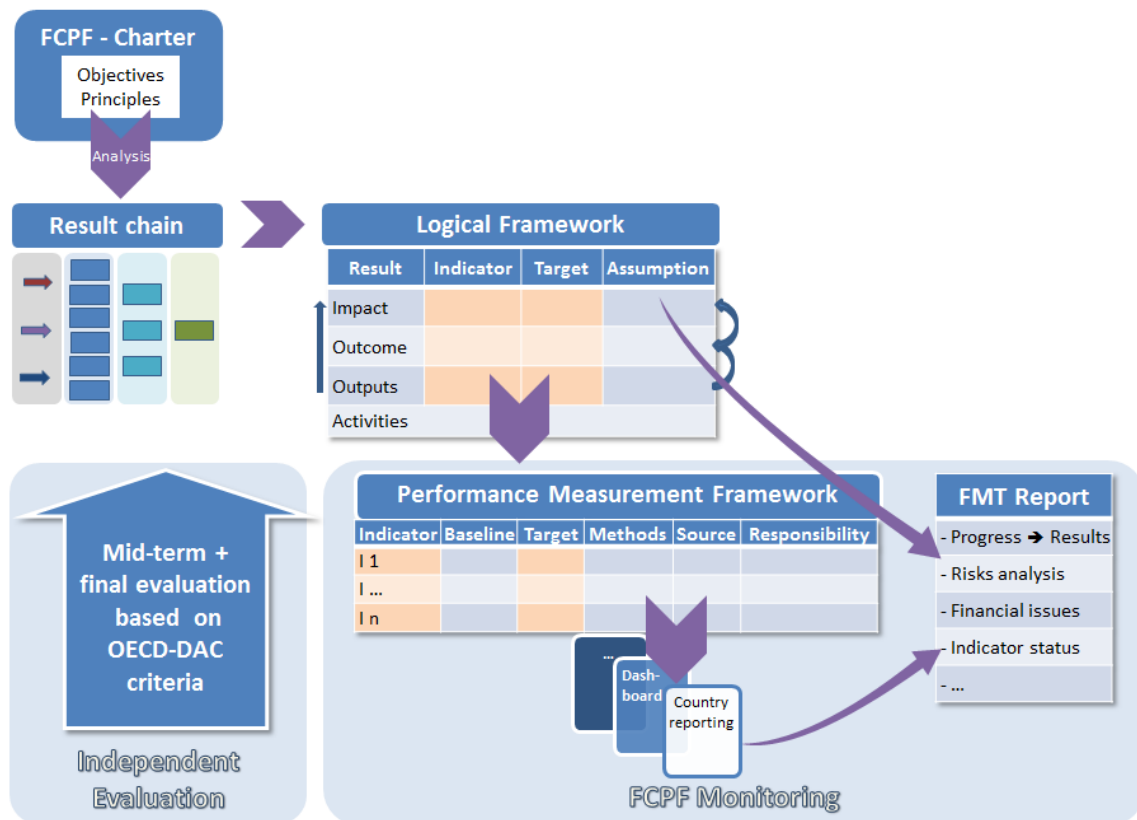 FCPF - Charter
Objectives
Principles
Analysis
Result chain
Logical Framework
Result Indicator Target Assumption
Impact
Outcome
Outputs
Activities
Mid-term +
final evaluation
based on
OECD-DAC
criteria
Independent
Evaluation
Performance Measurement Framework
Indicator Baseline Target Methods Source Responsibility
I 1
I ...
I n
...
Dash-
board
Country
reporting
FMT Report
- Progress ➔ Results
- Risks analysis
- Financial issues
- Indicator status
- ...
FCPF Monitoring